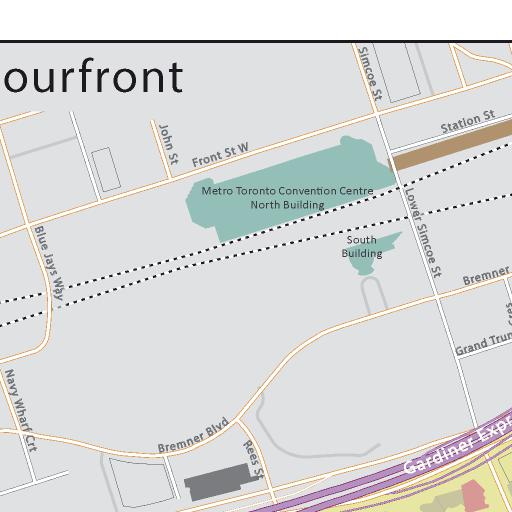 ourfront
Simcoe St
Station St
John St
Front St W
Metro Toronto Convention Centre
North Building
Lower Simcoe St
South
Building
Blue Jays Way
Bremner
Grand Trun
Navy Wharf Crt
Bremner Blvd
Rees St
Gardiner Expr